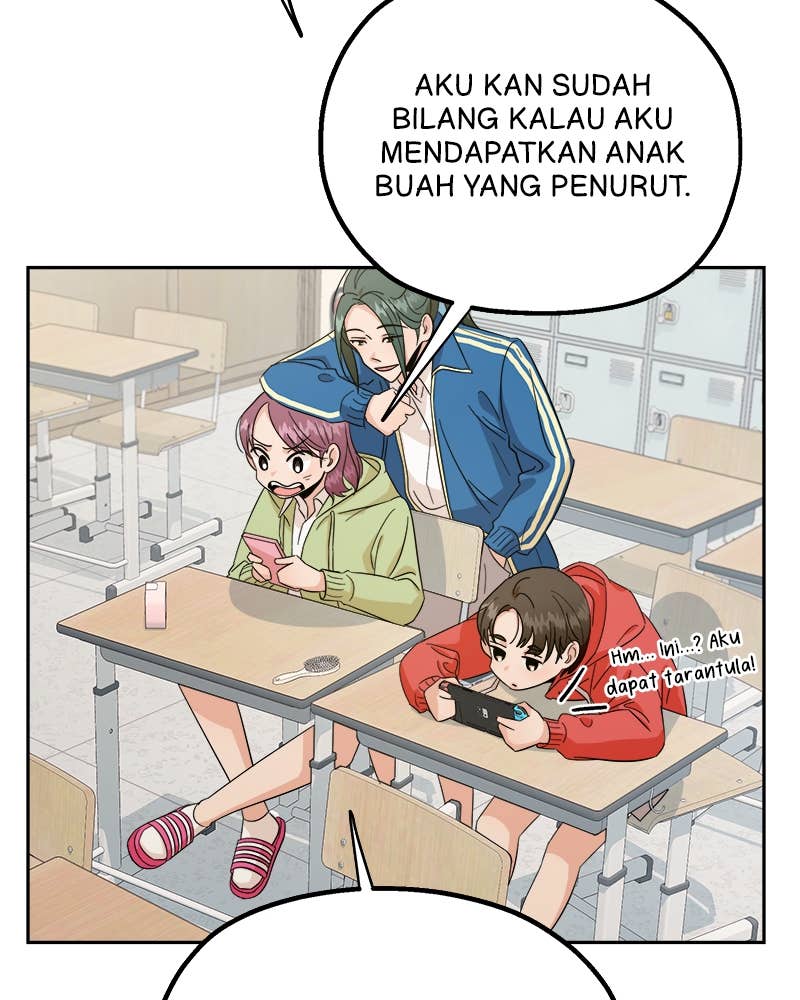 AKU KAN SUDAH
BILANG KALAU AKU
MENDAPATKAN ANAK
BUAH YANG PENURUT.
Hm... Ini...? Aku
dapat tarantula!